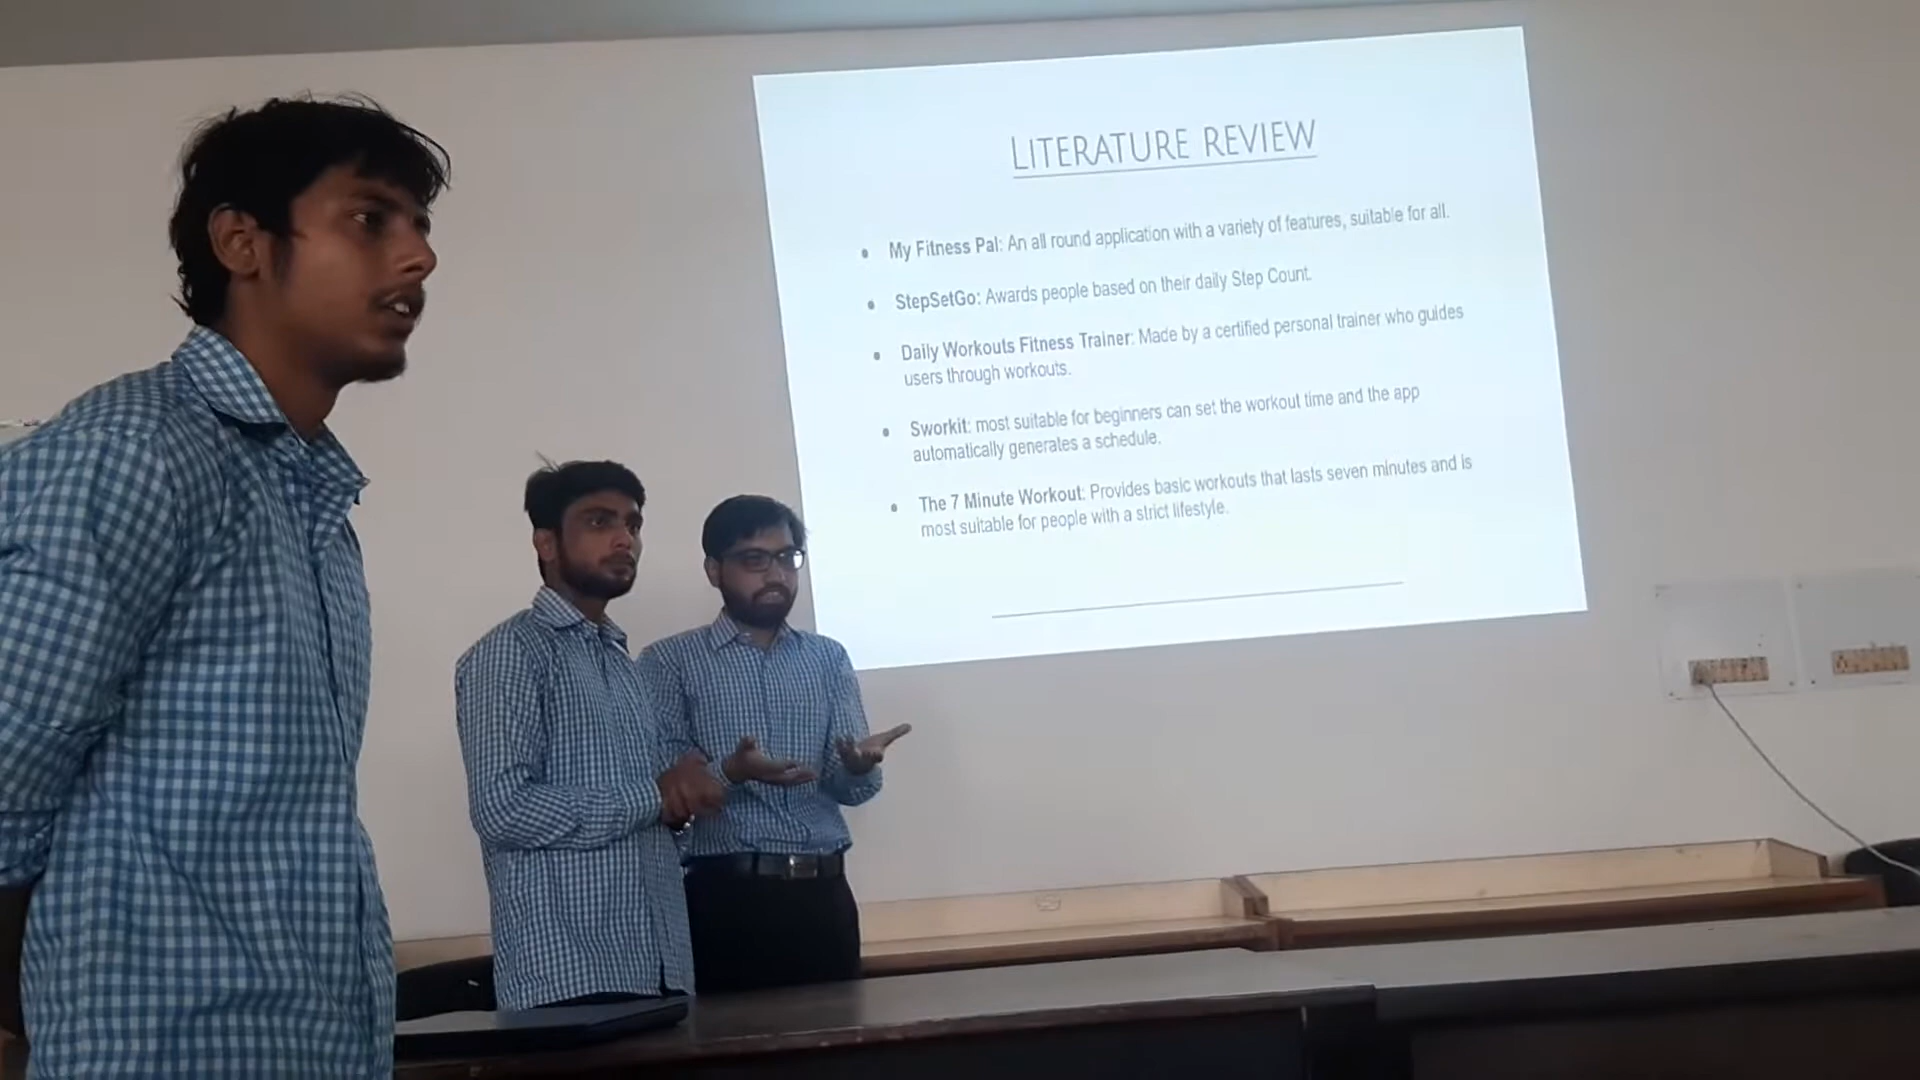 LITERATURE REVIEW
• My Fitness Pal: An all round application with a variety of features, suitable for all.
• StepSetGo: Awards people based on their daily Step Count.
• Daily Workouts Fitness Trainer: Made by a certified personal trainer who guides
users through workouts.
• Sworkit: most suitable for beginners can set the workout time and the app
automatically generates a schedule.
• The 7 Minute Workout: Provides basic workouts that lasts seven minutes and is
most suitable for people with a strict lifestyle.